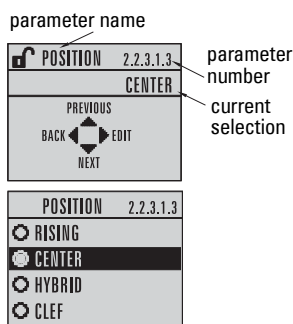 parameter name
POSITION 2.2.3.1.3
parameter
number
CENTER
current
selection
PREVIOUS
BACK EDIT
NEXT
POSITION 2.2.3.1.3
RISING
CENTER
HYBRID
CLEF